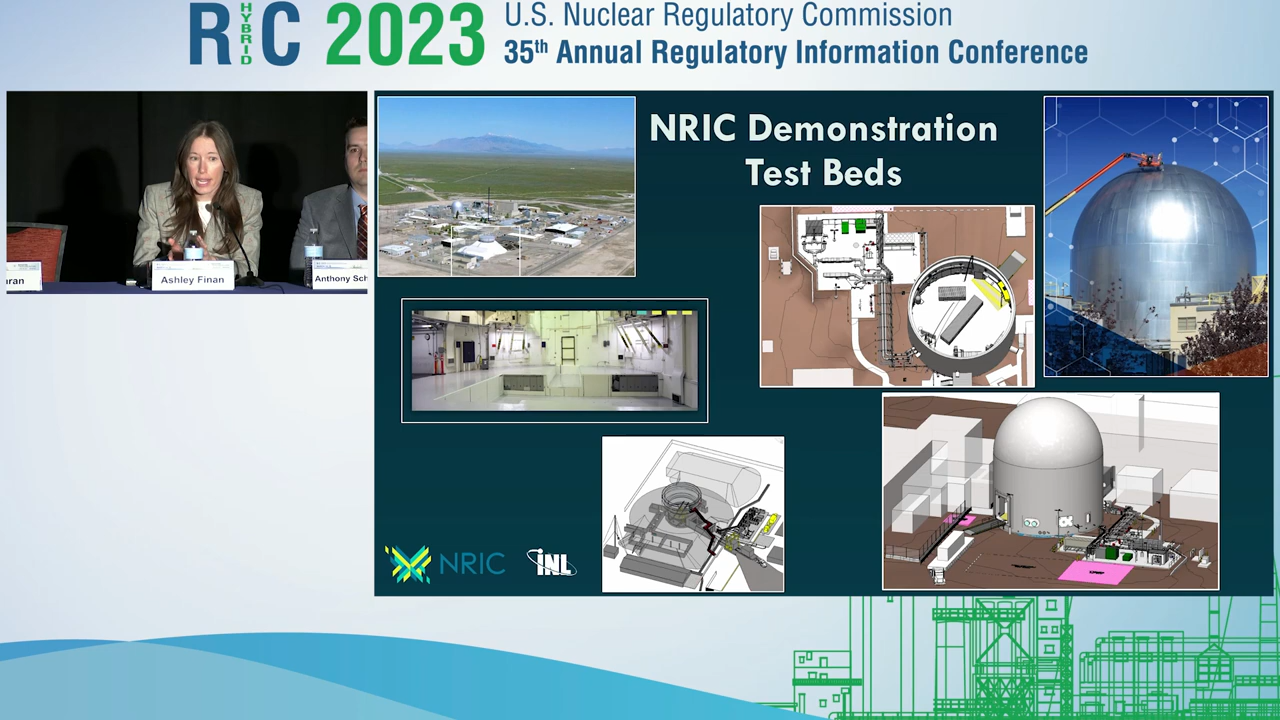 RIC 2023
HYBRID
U.S. Nuclear Regulatory Commission
35th Annual Regulatory Information Conference
NRIC Demonstration
Test Beds
Ashley Finan
Anthony Sch
ran
NRIC
INL